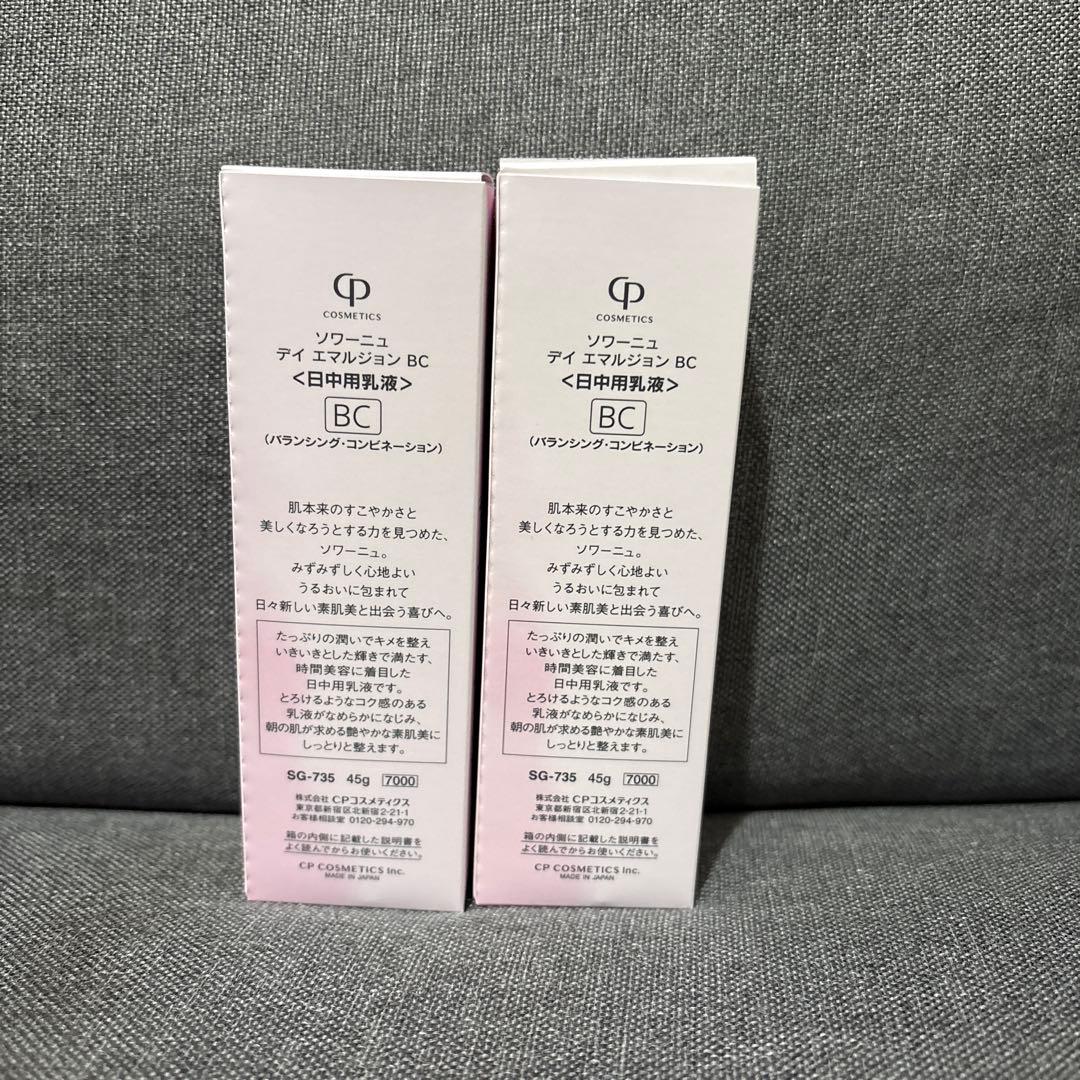 CP
COSMETICS
ソワーニュ
デイ エマルジョン BC
<日中用乳液>
BC
(バランシング・コンビネーション)
肌本来のすこやかさと
美しくなろうとする力を見つめた、
ソワーニュ。
みずみずしく心地よい
うるおいに包まれて
日々新しい素肌美と出会う喜びへ。
たっぷりの潤いでキメを整え
いきいきとした輝きで満たす、
時間美容に着目した
日中用乳液です。
とろけるようなコク感のある
乳液がなめらかになじみ、
朝の肌が求める艶やかな素肌美に
しっとりと整えます。
SG-735 45g 7000
株式会社 CPコスメティクス
東京都新宿区北新宿2-21-1
お客様相談室 0120-294-970
箱の内側に記載した説明書を
よく読んでからお使いください。
CP COSMETICS Inc.
MADE IN JAPAN
CP
COSMETICS
ソワーニュ
デイ エマルジョン BC
<日中用乳液>
BC
(バランシング・コンビネーション)
肌本来のすこやかさと
美しくなろうとする力を見つめた、
ソワーニュ。
みずみずしく心地よい
うるおいに包まれて
日々新しい素肌美と出会う喜びへ。
たっぷりの潤いでキメを整え
いきいきとした輝きで満たす、
時間美容に着目した
日中用乳液です。
とろけるようなコク感のある
乳液がなめらかになじみ、
朝の肌が求める艶やかな素肌美に
しっとりと整えます。
SG-735 45g 7000
株式会社 CPコスメティクス
東京都新宿区北新宿2-21-1
お客様相談室 0120-294-970
箱の内側に記載した説明書を
よく読んでからお使いください。
CP COSMETICS Inc.
MADE IN JAPAN